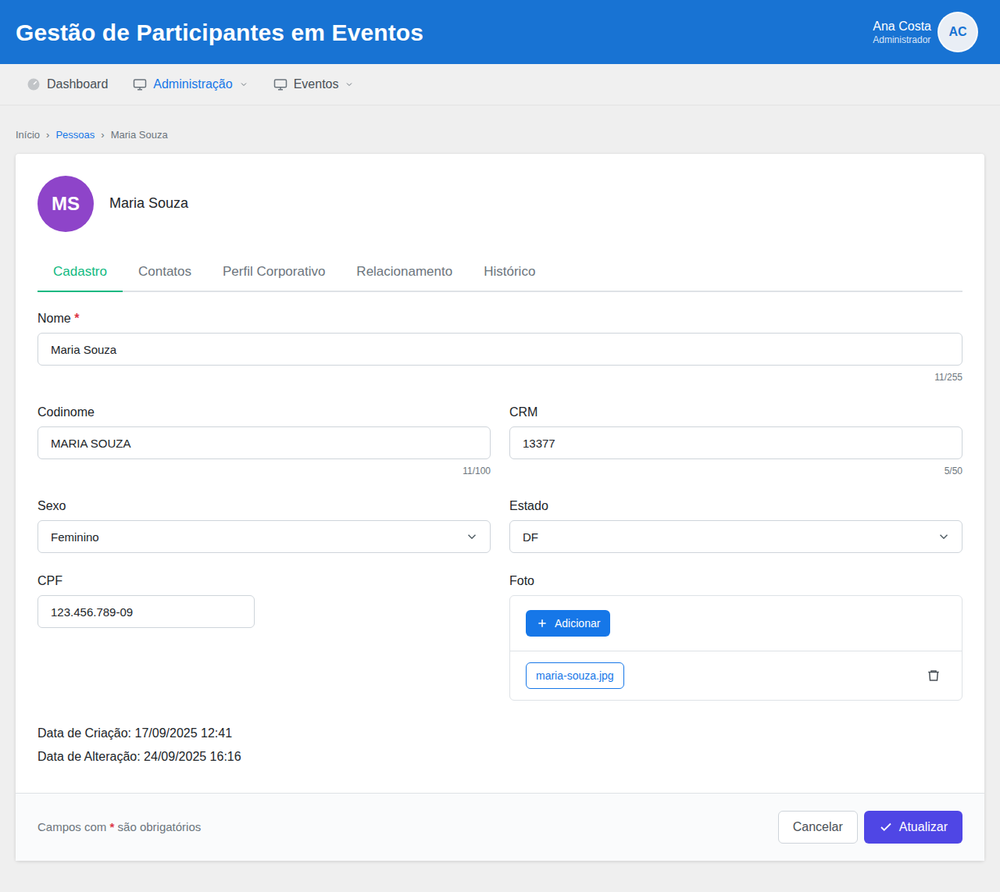 Gestão de Participantes em Eventos
Ana Costa
Administrador
AC
Dashboard
Administração
Eventos
Início › Pessoas › Maria Souza
MS
Maria Souza
Cadastro
Contatos
Perfil Corporativo
Relacionamento
Histórico
Nome *
Maria Souza
11/255
Codinome
MARIA SOUZA
11/100
CRM
13377
5/50
Sexo
Feminino
Estado
DF
CPF
123.456.789-09
Foto
Adicionar
maria-souza.jpg
Data de Criação: 17/09/2025 12:41
Data de Alteração: 24/09/2025 16:16
Campos com * são obrigatórios
Cancelar
Atualizar